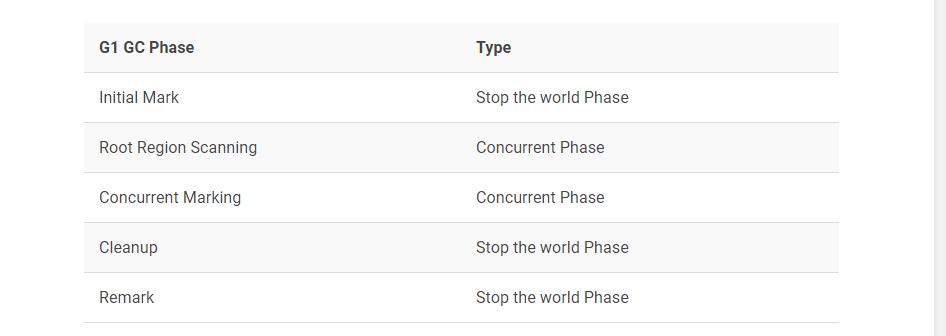 G1 GC Phase Type
Initial Mark Stop the world Phase
Root Region Scanning Concurrent Phase
Concurrent Marking Concurrent Phase
Cleanup Stop the world Phase
Remark Stop the world Phase